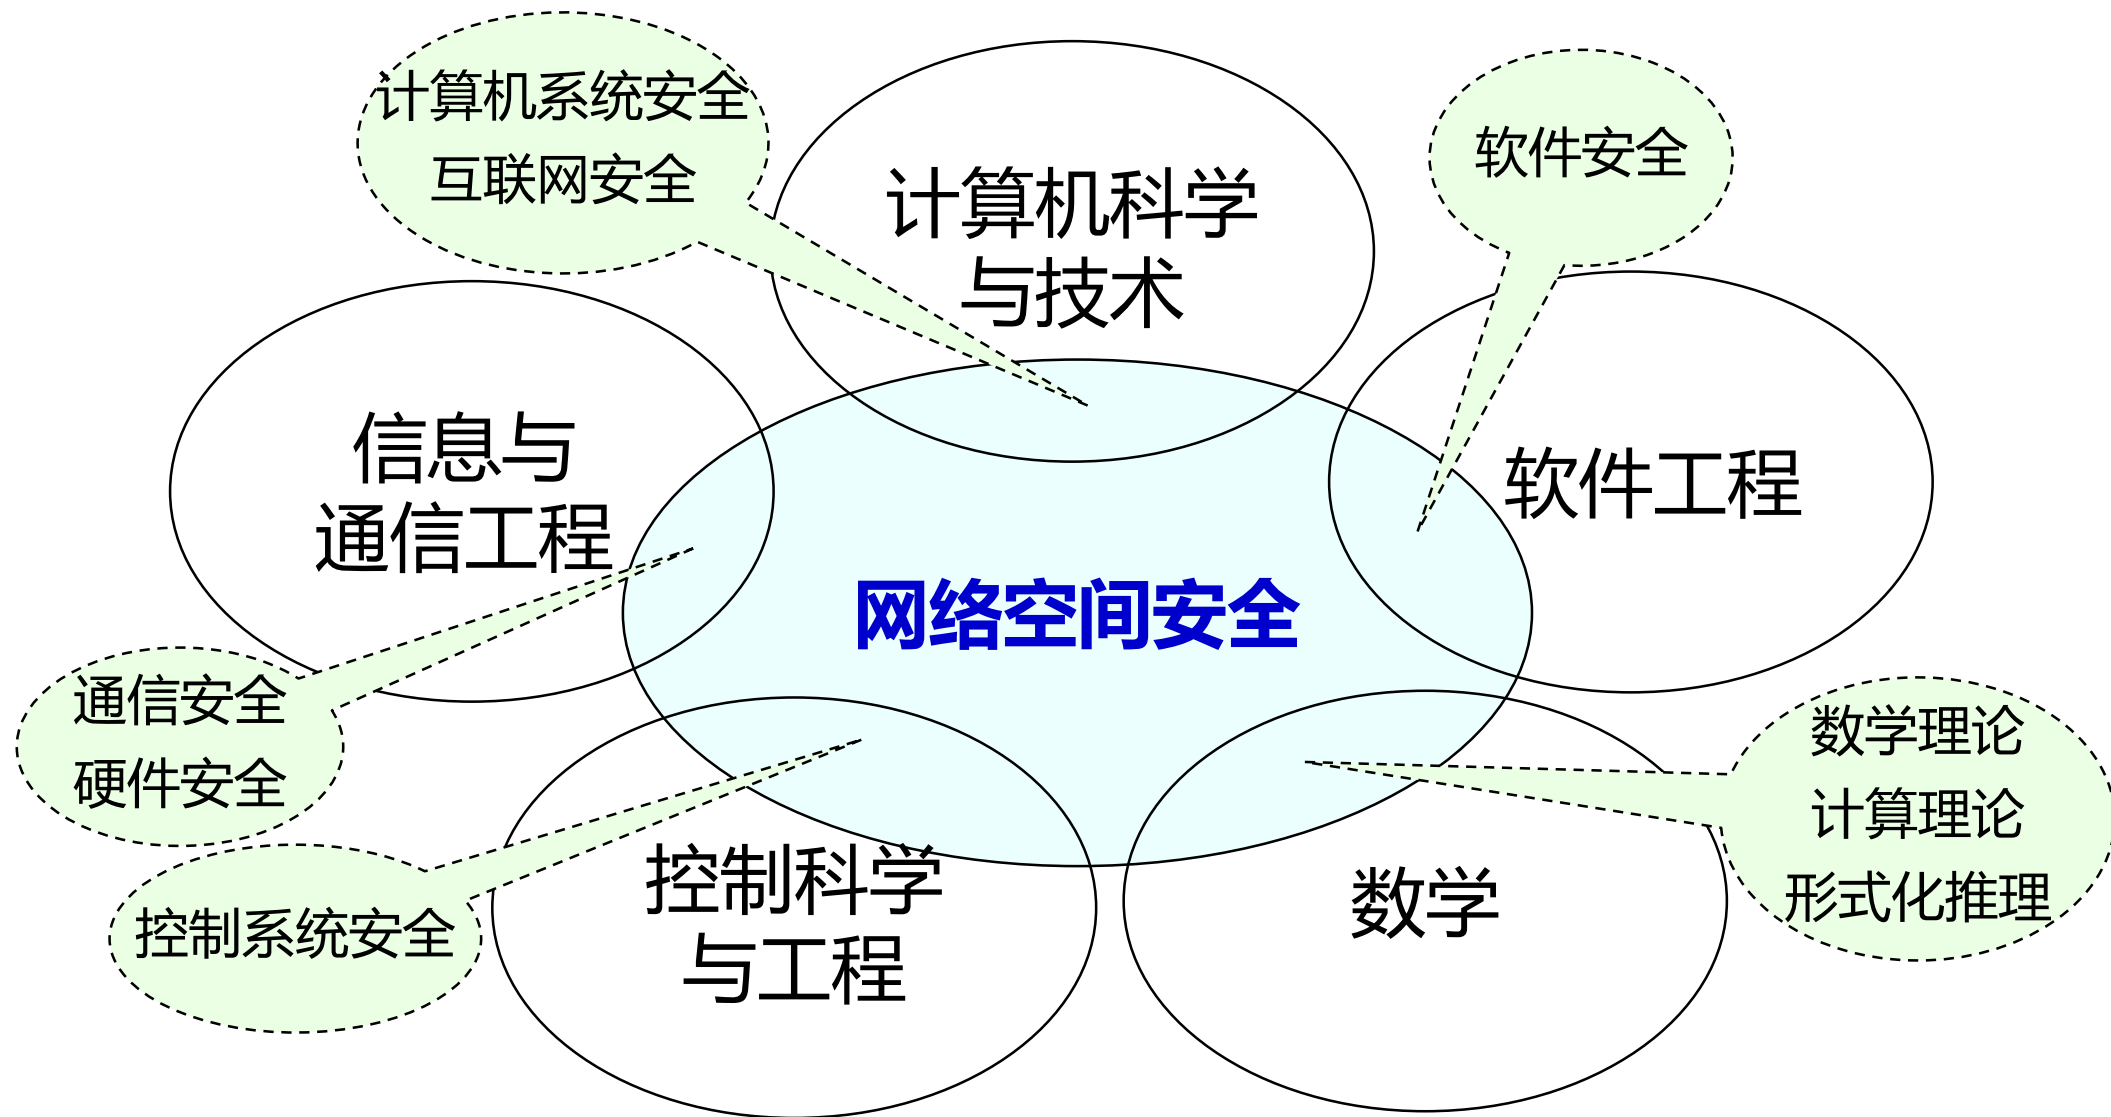 计算机系统安全
互联网安全
计算机科学
与技术
软件安全
信息与
通信工程
软件工程
网络空间安全
通信安全
硬件安全
数学理论
计算理论
形式化推理
控制系统安全
控制科学
与工程
数学